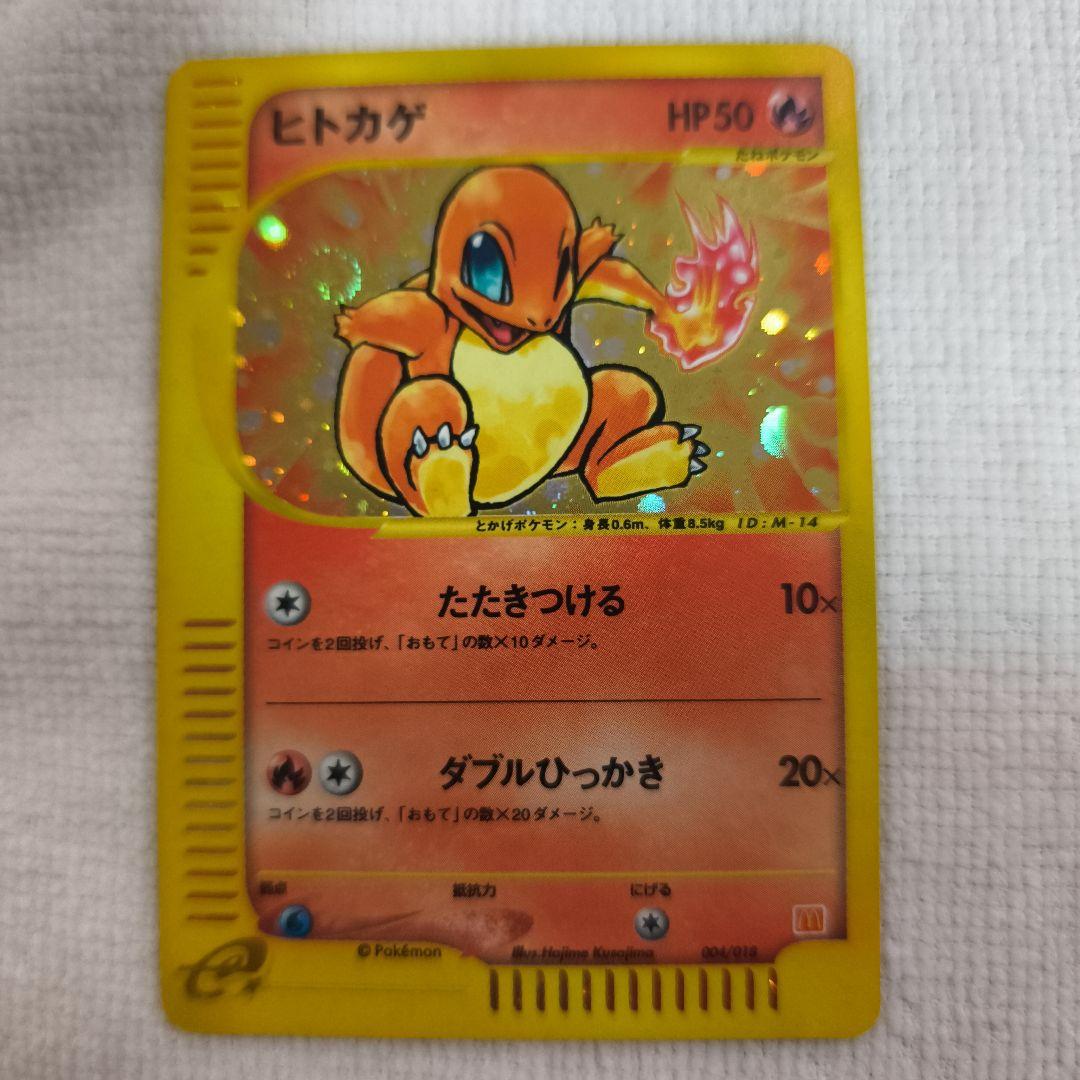 ヒトカゲ HP50
たねポケモン
とかげポケモン：身長0.6m、体重8.5kg ID:M-14
たたきつける 10×
コインを2回投げ、「おもて」の数×10ダメージ。
ダブルひっかき 20×
コインを2回投げ、「おもて」の数×20ダメージ。
弱点 抵抗力 にげる
© Pokémon Illus. Hajime Kusajima 004/018